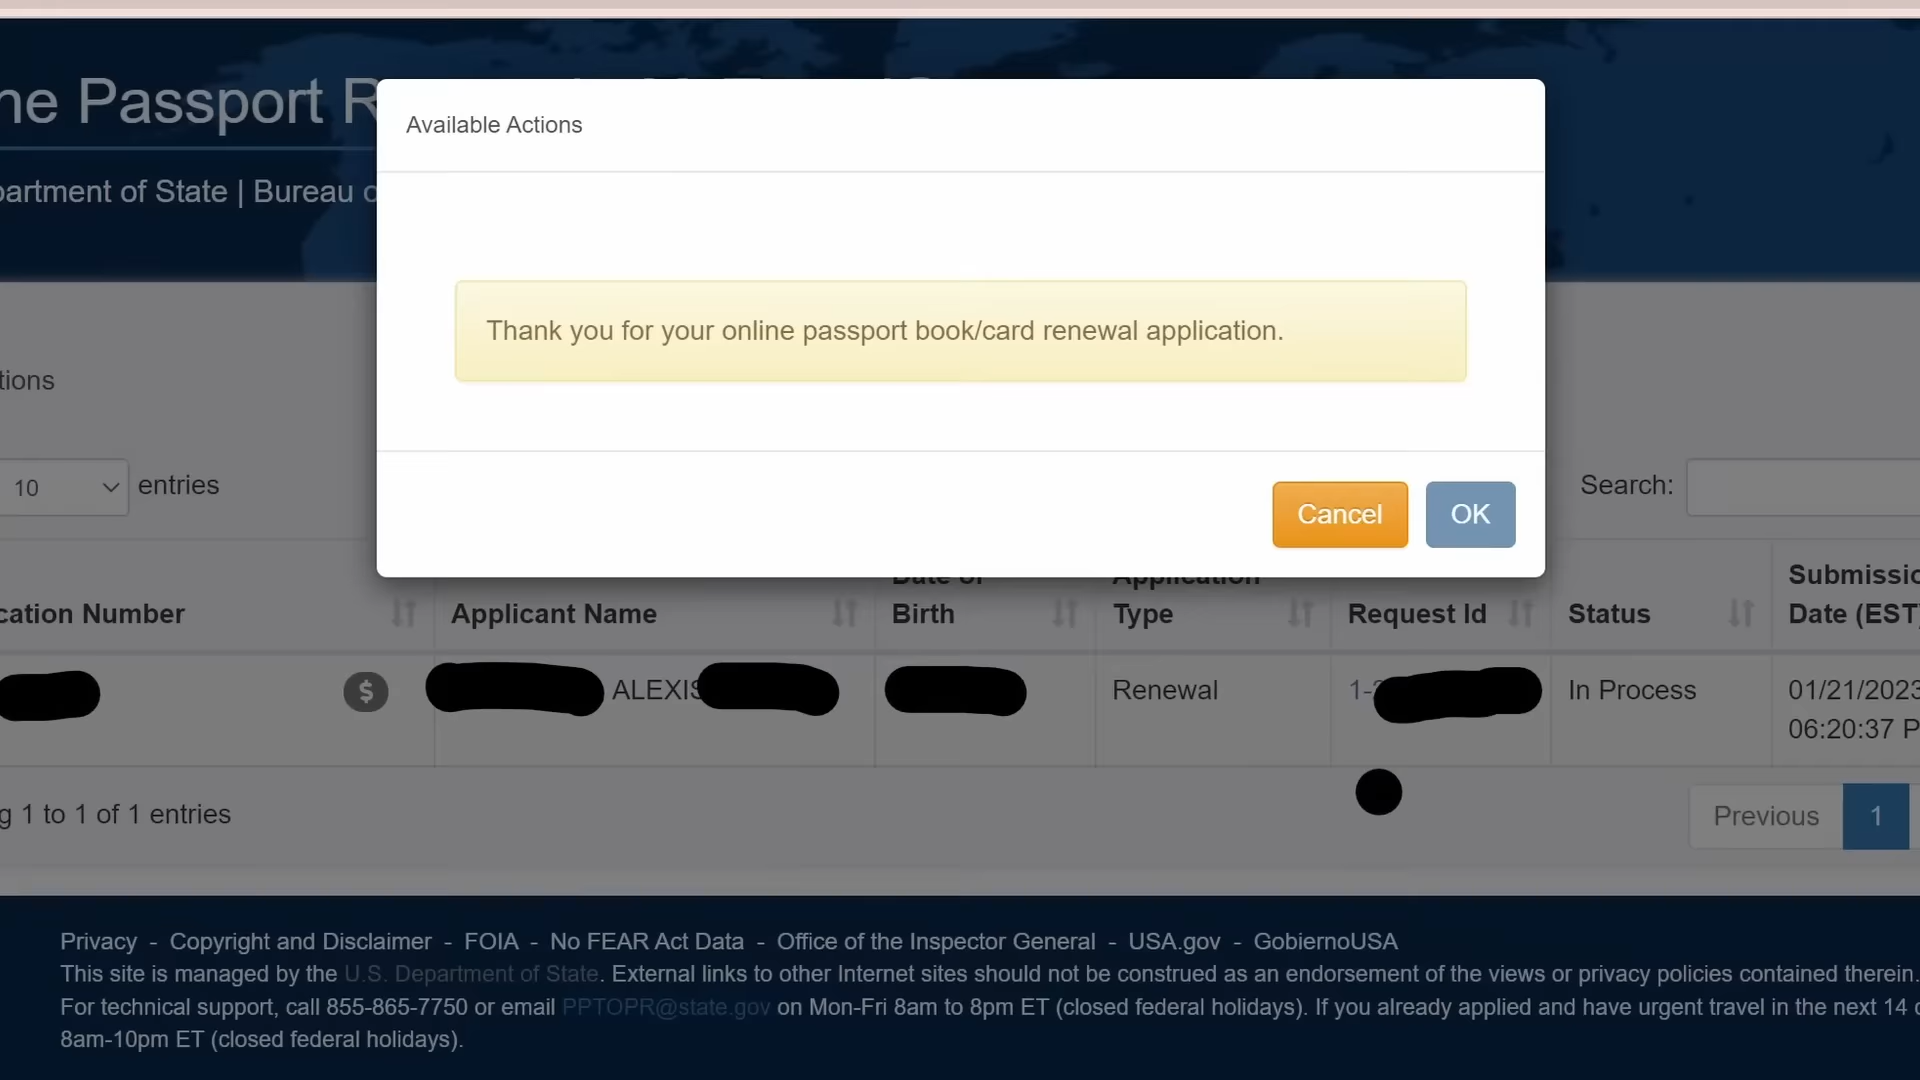 ne Passport R
Available Actions
partment of State | Bureau o
Thank you for your online passport book/card renewal application.
tions
10 entries
Search:
Cancel OK
cation Number Applicant Name Date of Birth Application Type Request Id Status Submissio Date (EST)
$ ALEXIS Renewal 1- In Process 01/21/2023
06:20:37 P
g 1 to 1 of 1 entries
Previous 1
Privacy - Copyright and Disclaimer - FOIA - No FEAR Act Data - Office of the Inspector General - USA.gov - GobiernoUSA
This site is managed by the U.S. Department of State. External links to other Internet sites should not be construed as an endorsement of the views or privacy policies contained therein.
For technical support, call 855-865-7750 or email PPTOPR@state.gov on Mon-Fri 8am to 8pm ET (closed federal holidays). If you already applied and have urgent travel in the next 14
8am-10pm ET (closed federal holidays).